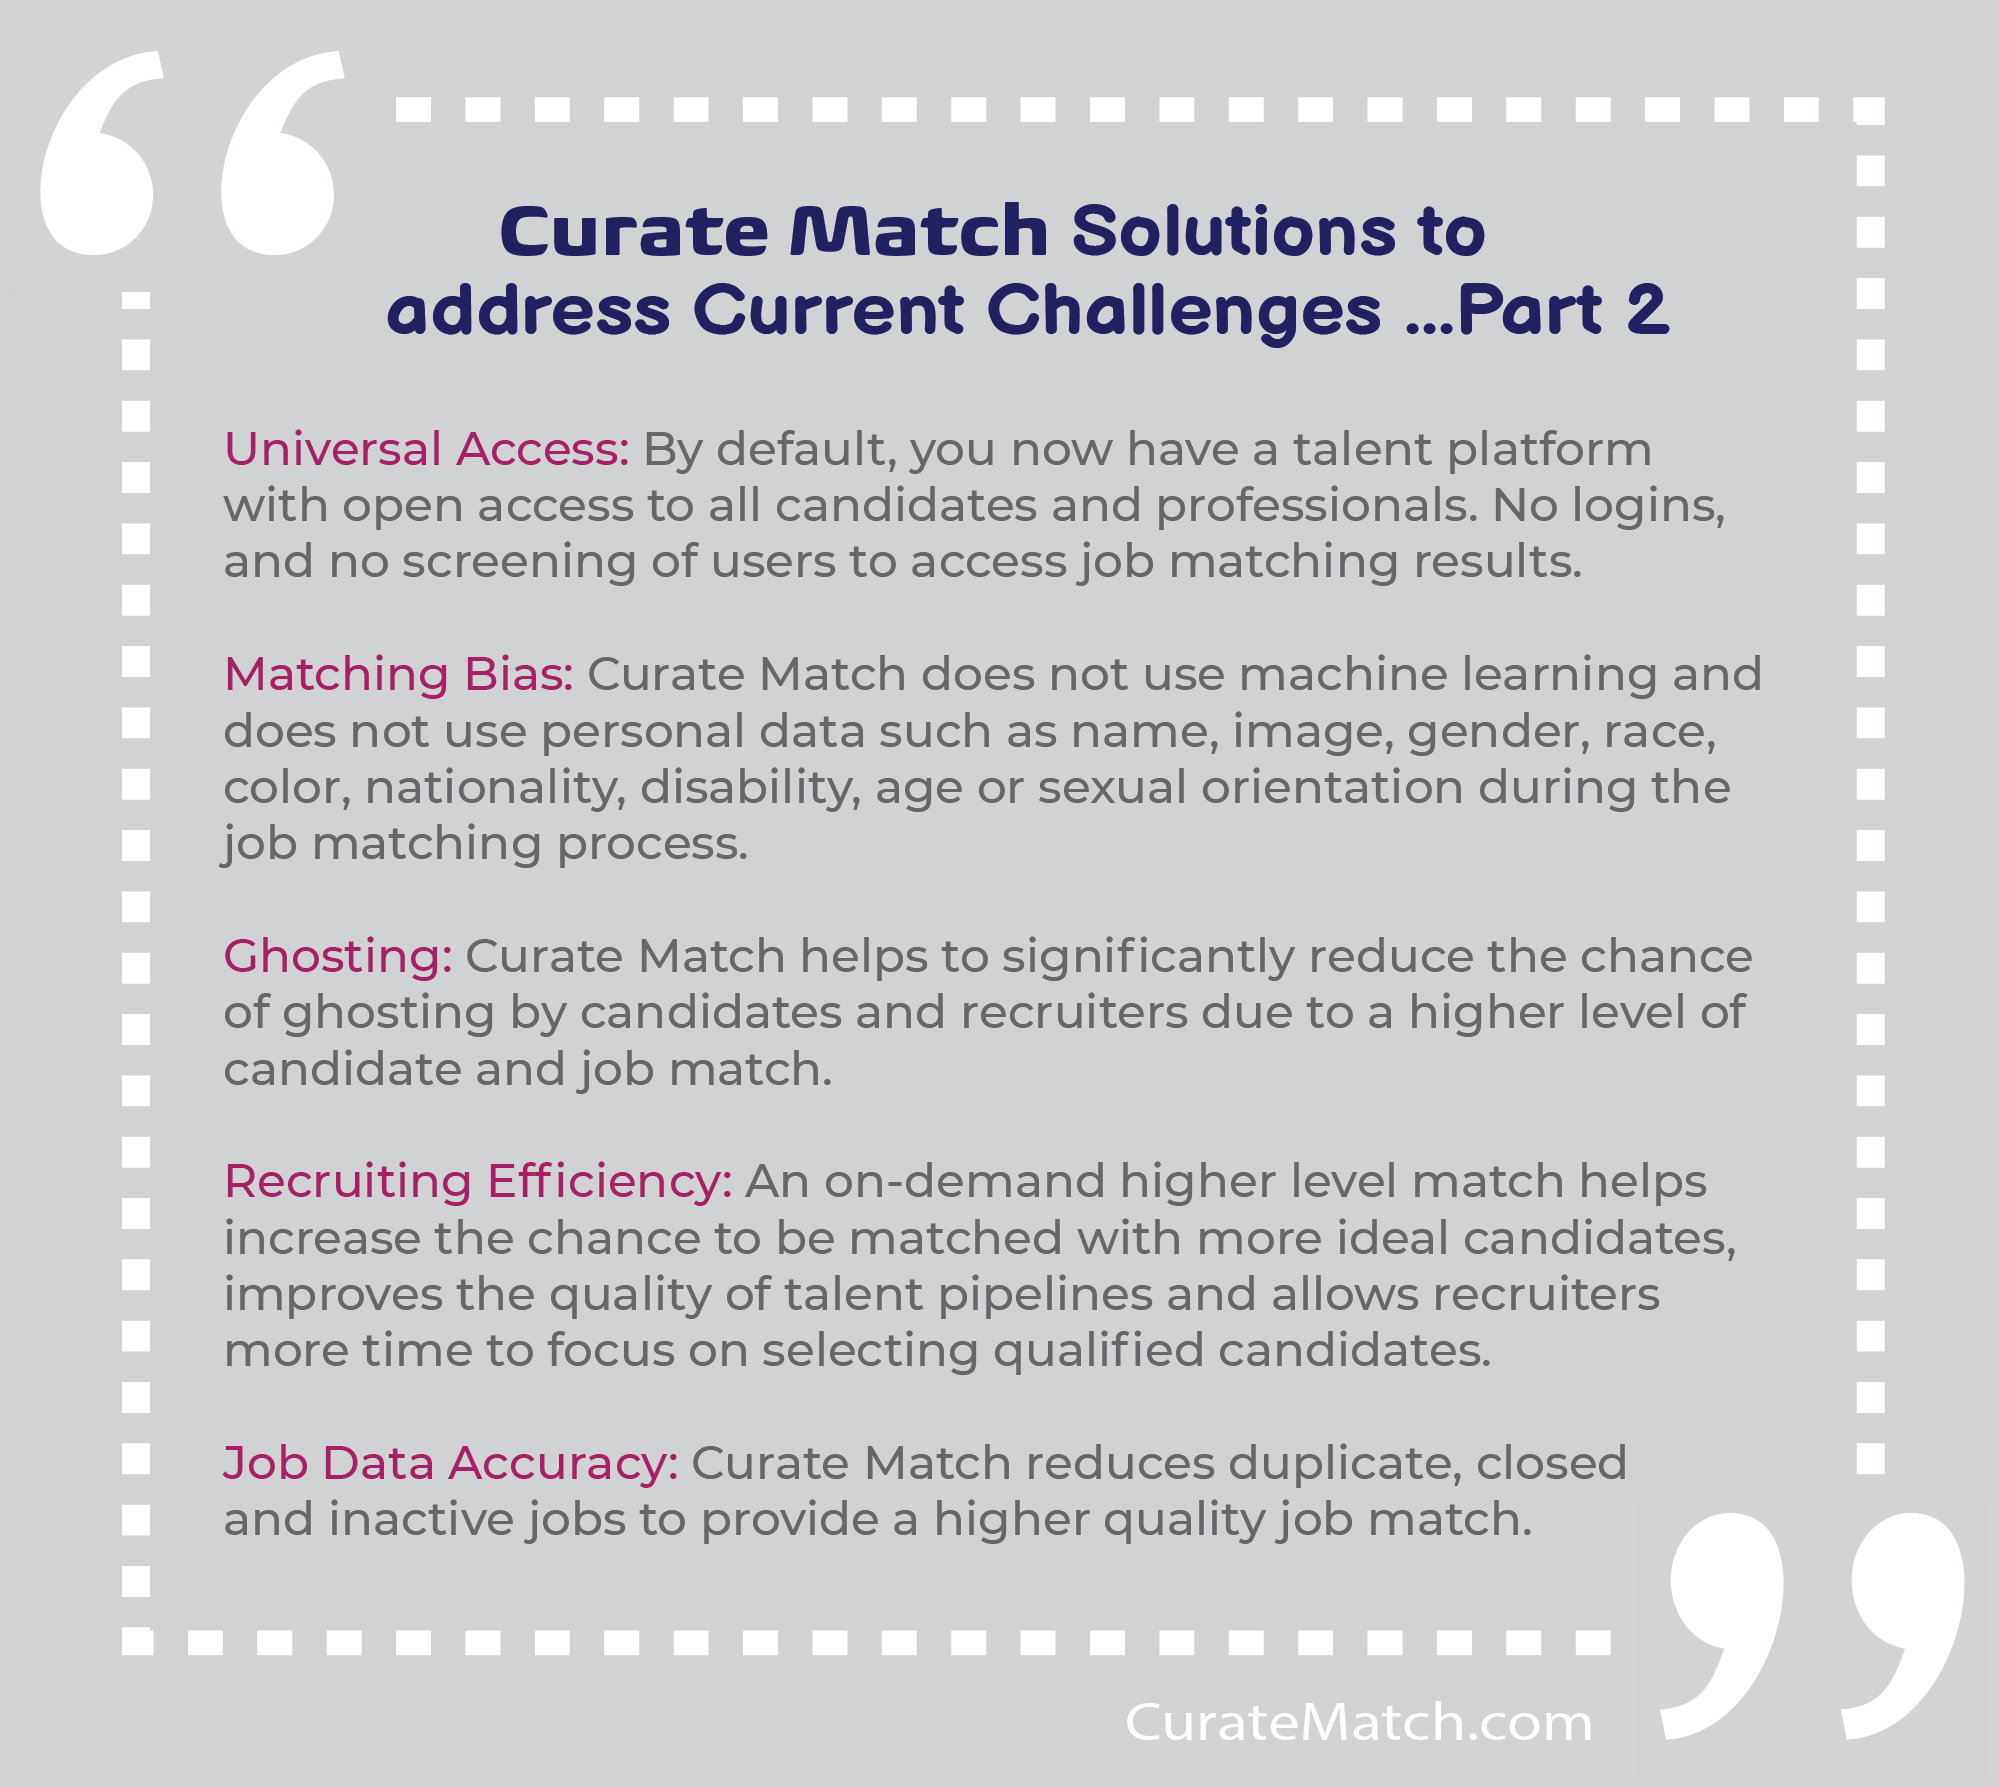 Curate Match Solutions to
address Current Challenges ...Part 2
Universal Access: By default, you now have a talent platform
with open access to all candidates and professionals. No logins,
and no screening of users to access job matching results.
Matching Bias: Curate Match does not use machine learning and
does not use personal data such as name, image, gender, race,
color, nationality, disability, age or sexual orientation during the
job matching process.
Ghosting: Curate Match helps to significantly reduce the chance
of ghosting by candidates and recruiters due to a higher level of
candidate and job match.
Recruiting Efficiency: An on-demand higher level match helps
increase the chance to be matched with more ideal candidates,
improves the quality of talent pipelines and allows recruiters
more time to focus on selecting qualified candidates.
Job Data Accuracy: Curate Match reduces duplicate, closed
and inactive jobs to provide a higher quality job match.
CurateMatch.com